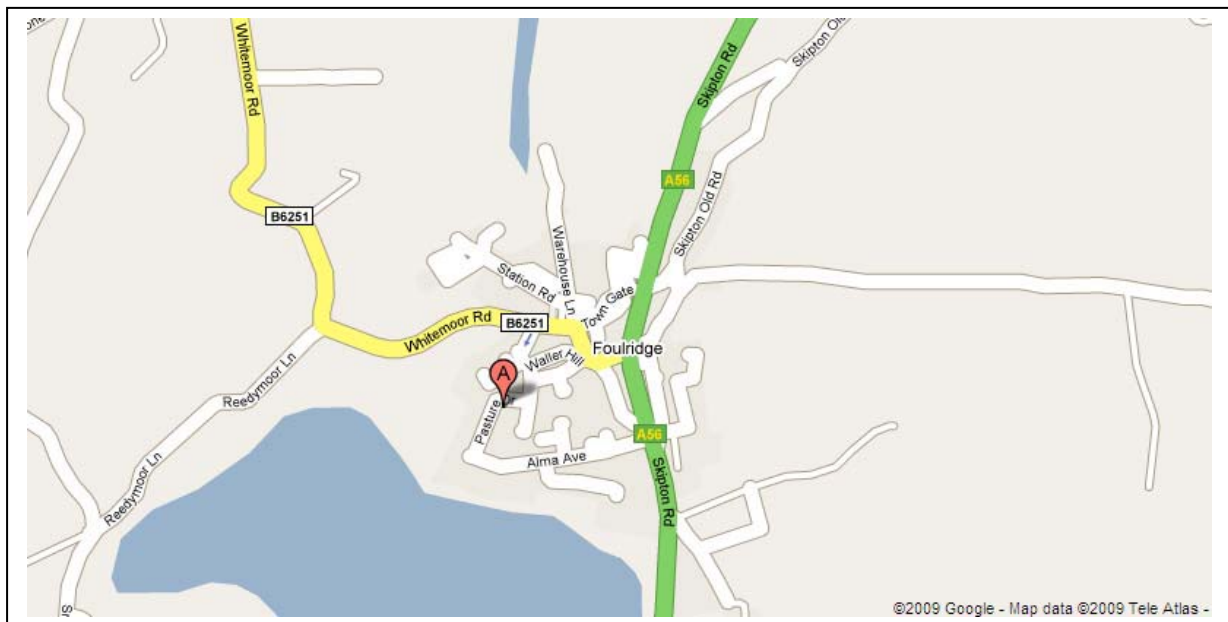 Whitemoor Rd
Skipton Rd
Skipton Old
A56
B6251
Skipton Old Rd
Warehouse Ln
Station Rd
Town Gate
B6251
Whitemoor Rd
Foulridge
Waller Hill
Reedymoor Ln
A
Pasture Dr
A56
Alma Ave
Skipton Rd
Reedymoor Ln
©2009 Google - Map data ©2009 Tele Atlas -